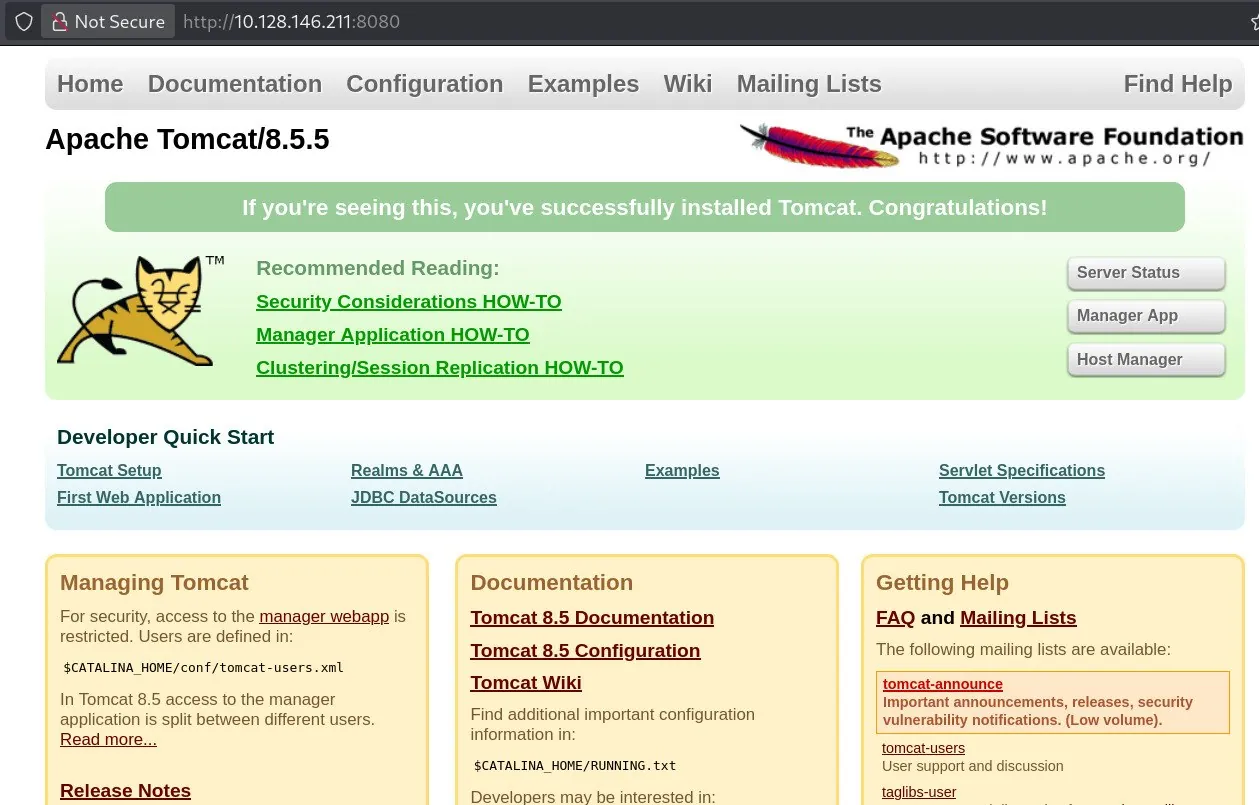 Not Secure http://10.128.146.211:8080
Home Documentation Configuration Examples Wiki Mailing Lists Find Help
Apache Tomcat/8.5.5
The Apache Software Foundation
http://www.apache.org/
If you're seeing this, you've successfully installed Tomcat. Congratulations!
TM
Recommended Reading:
Security Considerations HOW-TO
Manager Application HOW-TO
Clustering/Session Replication HOW-TO
Server Status
Manager App
Host Manager
Developer Quick Start
Tomcat Setup
First Web Application
Realms & AAA
JDBC DataSources
Examples
Servlet Specifications
Tomcat Versions
Managing Tomcat
For security, access to the manager webapp is
restricted. Users are defined in:
$CATALINA_HOME/conf/tomcat-users.xml
In Tomcat 8.5 access to the manager
application is split between different users.
Read more...
Release Notes
Documentation
Tomcat 8.5 Documentation
Tomcat 8.5 Configuration
Tomcat Wiki
Find additional important configuration
information in:
$CATALINA_HOME/RUNNING.txt
Developers may be interested in:
Getting Help
FAQ and Mailing Lists
The following mailing lists are available:
tomcat-announce
Important announcements, releases, security
vulnerability notifications. (Low volume).
tomcat-users
User support and discussion
taglibs-user